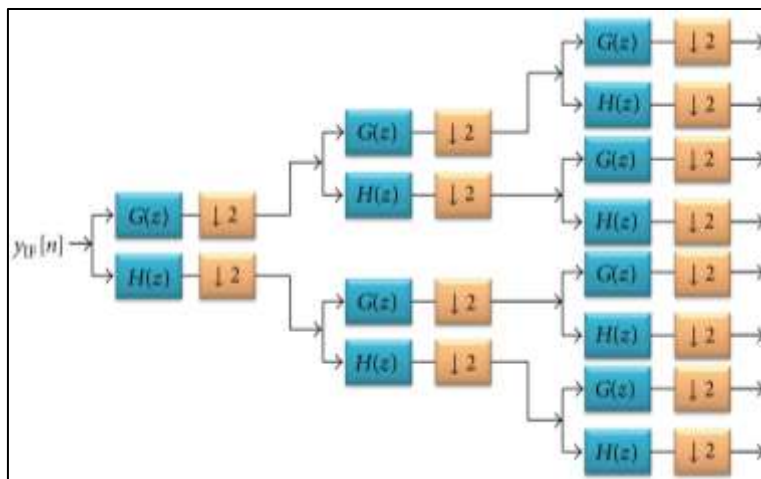 G(z) ↓ 2
H(z) ↓ 2
G(z) ↓ 2
G(z) ↓ 2
H(z) ↓ 2
H(z) ↓ 2
G(z) ↓ 2
y_IF[n]
H(z) ↓ 2
G(z) ↓ 2
G(z) ↓ 2
H(z) ↓ 2
H(z) ↓ 2
G(z) ↓ 2
H(z) ↓ 2